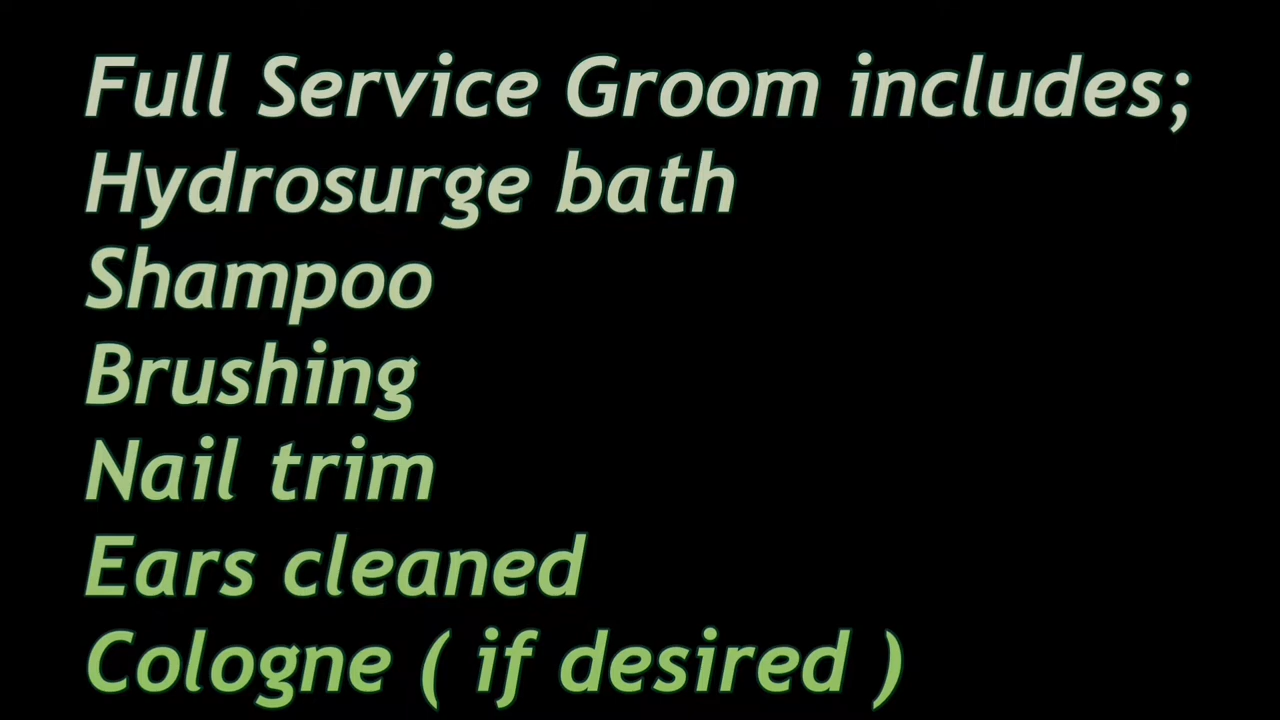 Full Service Groom includes;
Hydrosurge bath
Shampoo
Brushing
Nail trim
Ears cleaned
Cologne ( if desired )